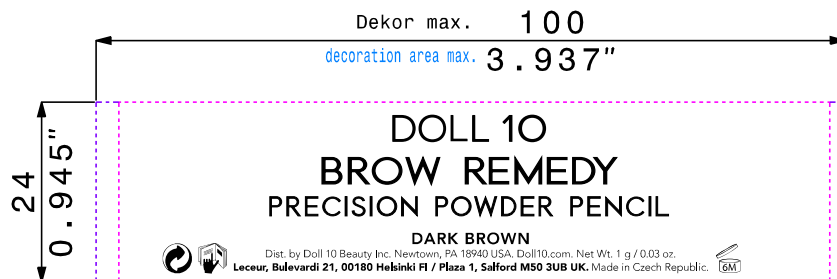 Dekor max. 100
decoration area max. 3.937"
24
0.945"
DOLL 10
BROW REMEDY
PRECISION POWDER PENCIL
DARK BROWN
Dist. by Doll 10 Beauty Inc. Newtown, PA 18940 USA. Doll10.com. Net Wt. 1 g / 0.03 oz.
Leceur, Bulevardi 21, 00180 Helsinki FI / Plaza 1, Salford M50 3UB UK. Made in Czech Republic.
6M